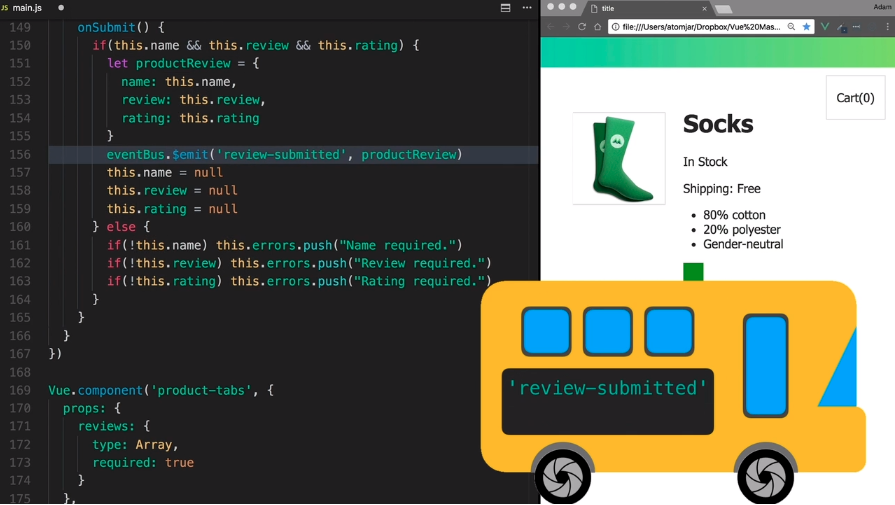 JS main.js
149 onSubmit() {
150 if(this.name && this.review && this.rating) {
151 let productReview = {
152 name: this.name,
153 review: this.review,
154 rating: this.rating
155 }
156 eventBus.$emit('review-submitted', productReview)
157 this.name = null
158 this.review = null
159 this.rating = null
160 } else {
161 if(!this.name) this.errors.push("Name required.")
162 if(!this.review) this.errors.push("Review required.")
163 if(!this.rating) this.errors.push("Rating required.")
164 }
165 }
166 }
167 })
168
169 Vue.component('product-tabs', {
170 props: {
171 reviews: {
172 type: Array,
173 required: true
174 }
175 },
title
Adam
file:///Users/atomjar/Dropbox/Vue%20Mas...
Cart(0)
Socks
In Stock
Shipping: Free
• 80% cotton
• 20% polyester
• Gender-neutral
'review-submitted'